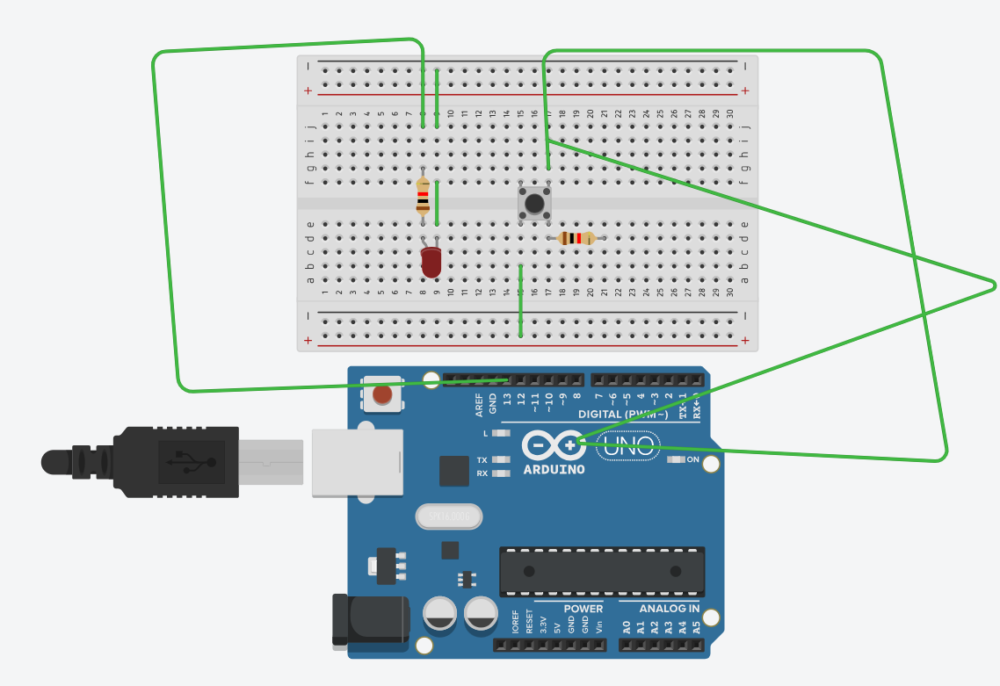 − −
+ +
1 2 3 4 5 6 7 8 9 10 11 12 13 14 15 16 17 18 19 20 21 22 23 24 25 26 27 28 29 30
j j
i i
h h
g g
f f
e e
d d
c c
b b
a a
1 2 3 4 5 6 7 8 9 10 11 12 13 14 15 16 17 18 19 20 21 22 23 24 25 26 27 28 29 30
− −
+ +
AREF GND 13 12 ~11 ~10 ~9 8 7 ~6 ~5 4 ~3 2 TX→1 RX←0
DIGITAL (PWM~)
L
UNO
TX
RX
ON
ARDUINO
POWER ANALOG IN
IOREF RESET 3.3V 5V GND GND Vin A0 A1 A2 A3 A4 A5